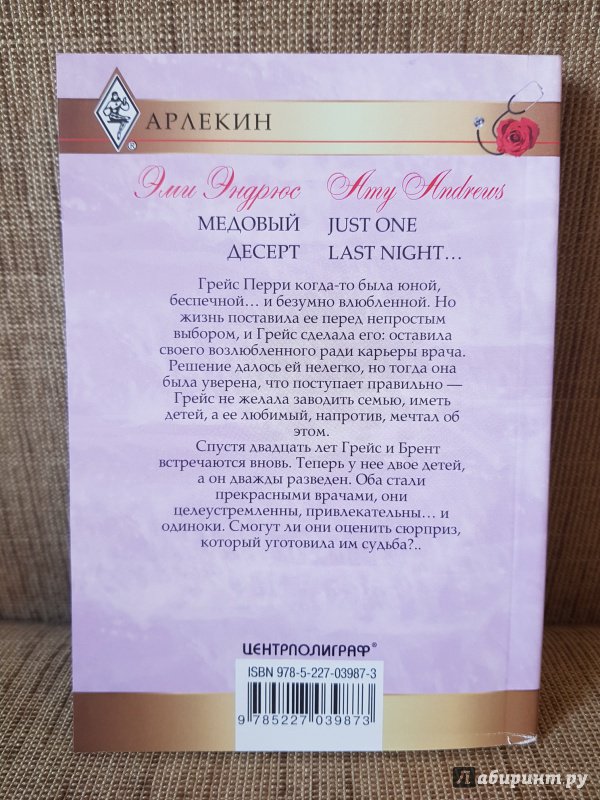 АРЛЕКИН
®
Эми Эндрюс Amy Andrews
МЕДОВЫЙ JUST ONE
ДЕСЕРТ LAST NIGHT…
Грейс Перри когда-то была юной,
беспечной… и безумно влюбленной. Но
жизнь поставила ее перед непростым
выбором, и Грейс сделала его: оставила
своего возлюбленного ради карьеры врача.
Решение далось ей нелегко, но тогда она
была уверена, что поступает правильно —
Грейс не желала заводить семью, иметь
детей, а ее любимый, напротив, мечтал об
этом.
Спустя двадцать лет Грейс и Брент
встречаются вновь. Теперь у нее двое детей,
а он дважды разведен. Оба стали
прекрасными врачами, они
целеустремленны, привлекательны… и
одиноки. Смогут ли они оценить сюрприз,
который уготовила им судьба?..
ЦЕНТРПОЛИГРАФ®
ISBN 978-5-227-03987-3
9 785227 039873
Лабиринт.ру